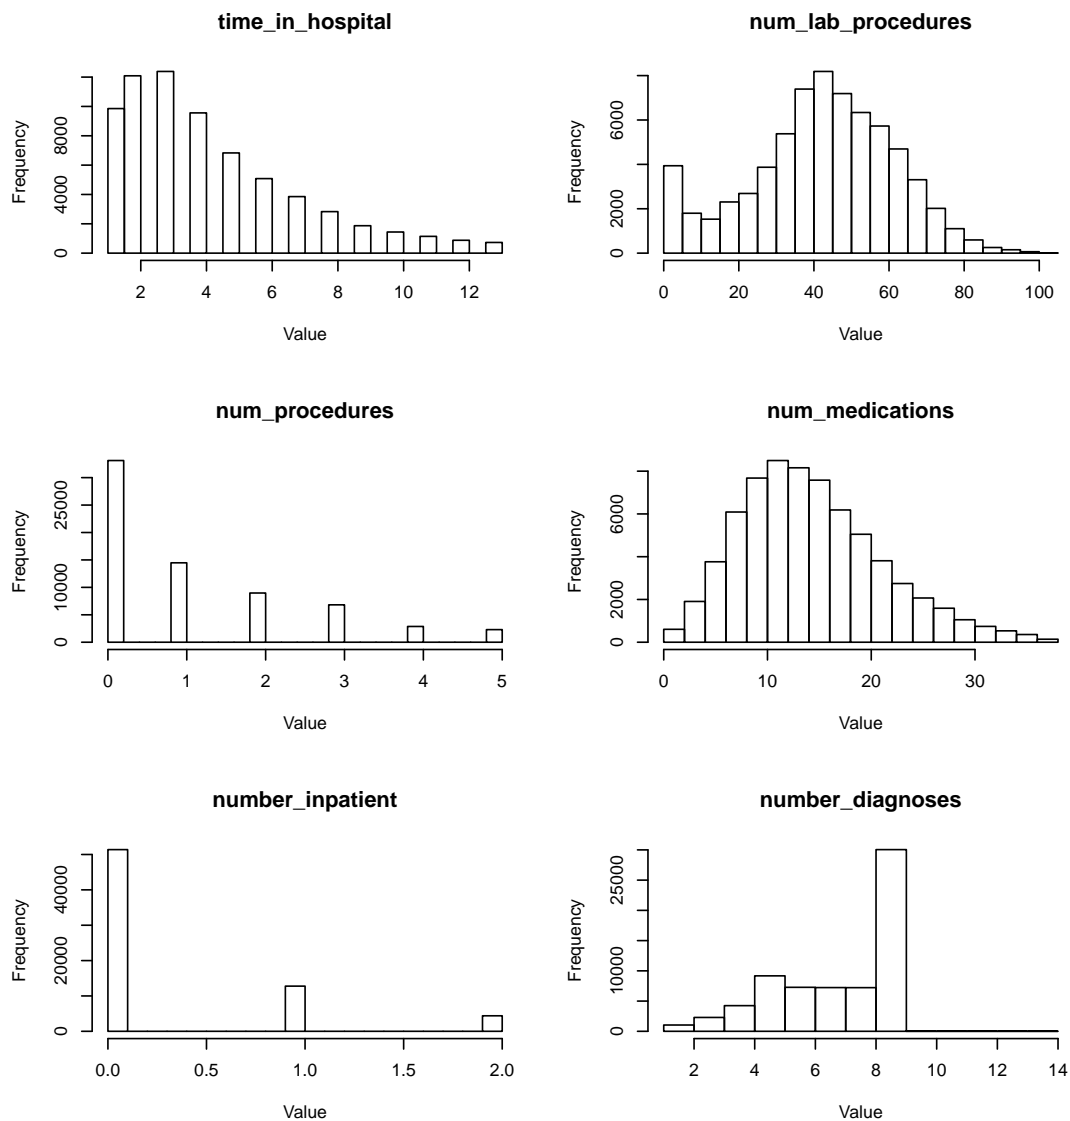 time_in_hospital
Frequency
0 4000 8000
2 4 6 8 10 12
Value
num_lab_procedures
Frequency
0 2000 6000
0 20 40 60 80 100
Value
num_procedures
Frequency
0 10000 25000
0 1 2 3 4 5
Value
num_medications
Frequency
0 2000 6000
0 10 20 30
Value
number_inpatient
Frequency
0 20000 40000
0.0 0.5 1.0 1.5 2.0
Value
number_diagnoses
Frequency
0 10000 25000
2 4 6 8 10 12 14
Value